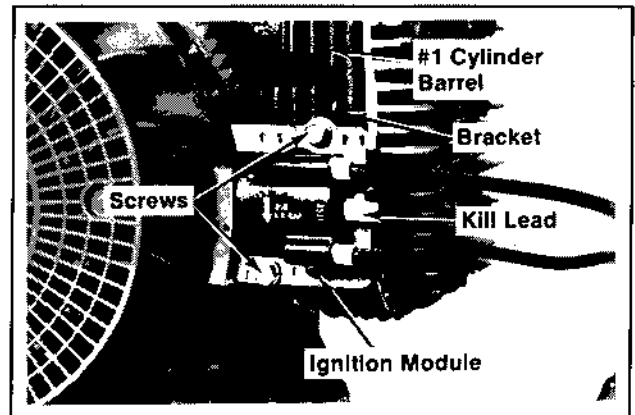 #1 Cylinder
Barrel
Bracket
Screws
Kill Lead
Ignition Module